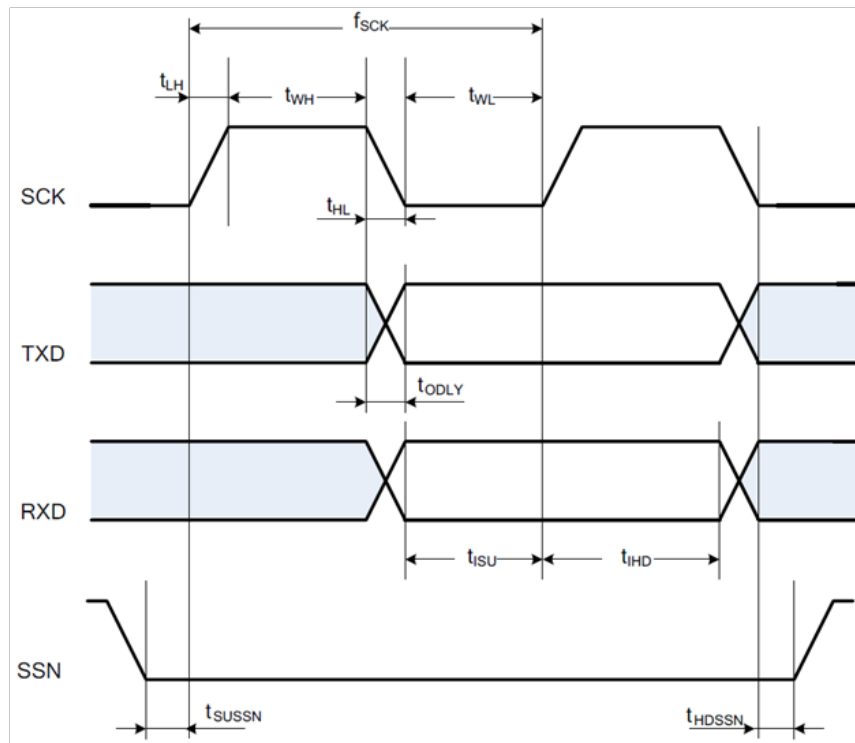 fSCK
tLH
tWH
tWL
SCK
tHL
TXD
tODLY
RXD
tISU
tIHD
SSN
tSUSSN
tHDSSN